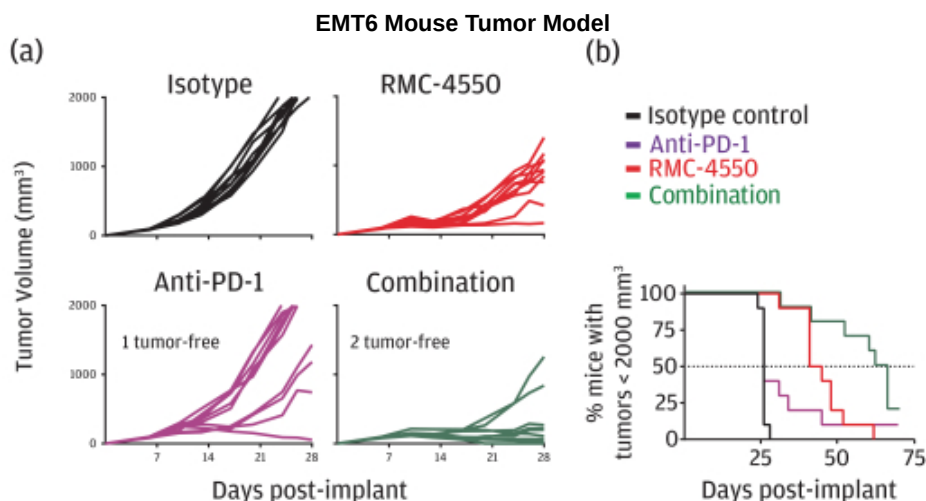 EMT6 Mouse Tumor Model
(a)
Isotype
RMC-4550
2000
1000
0
Tumor Volume (mm³)
Anti-PD-1
Combination
2000
1 tumor-free
2 tumor-free
1000
0
7
14
21
28
7
14
21
28
Days post-implant
(b)
Isotype control
Anti-PD-1
RMC-4550
Combination
% mice with
tumors < 2000 mm³
100
75
50
25
0
0
25
50
75
Days post-implant